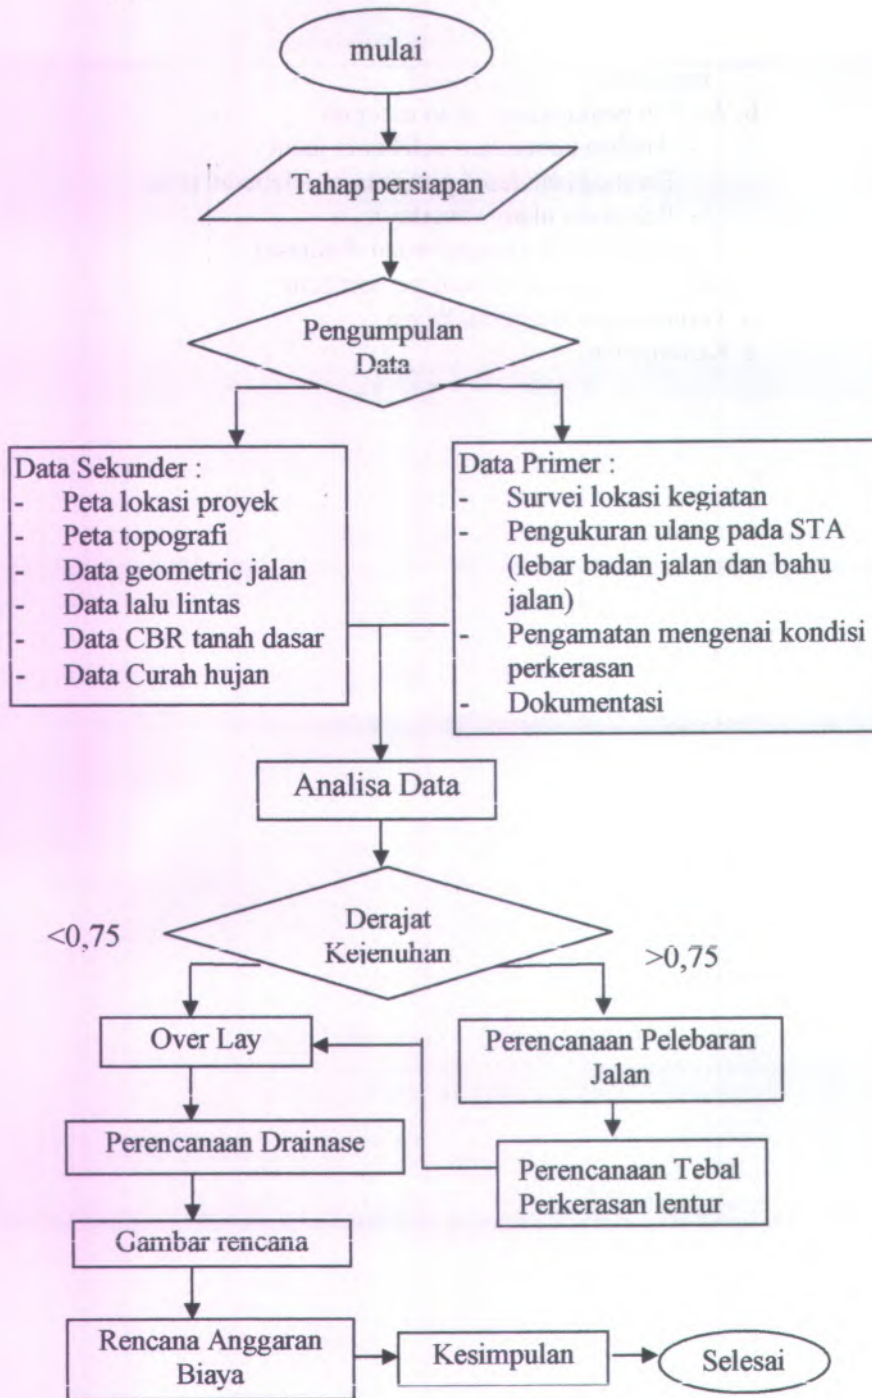 mulai
Tahap persiapan
Pengumpulan
Data
Data Sekunder :
- Peta lokasi proyek
- Peta topografi
- Data geometric jalan
- Data lalu lintas
- Data CBR tanah dasar
- Data Curah hujan
Data Primer :
- Survei lokasi kegiatan
- Pengukuran ulang pada STA
(lebar badan jalan dan bahu
jalan)
- Pengamatan mengenai kondisi
perkerasan
- Dokumentasi
Analisa Data
Derajat
Kejenuhan
<0,75
>0,75
Over Lay
Perencanaan Pelebaran
Jalan
Perencanaan Drainase
Perencanaan Tebal
Perkerasan lentur
Gambar rencana
Rencana Anggaran
Biaya
Kesimpulan
Selesai